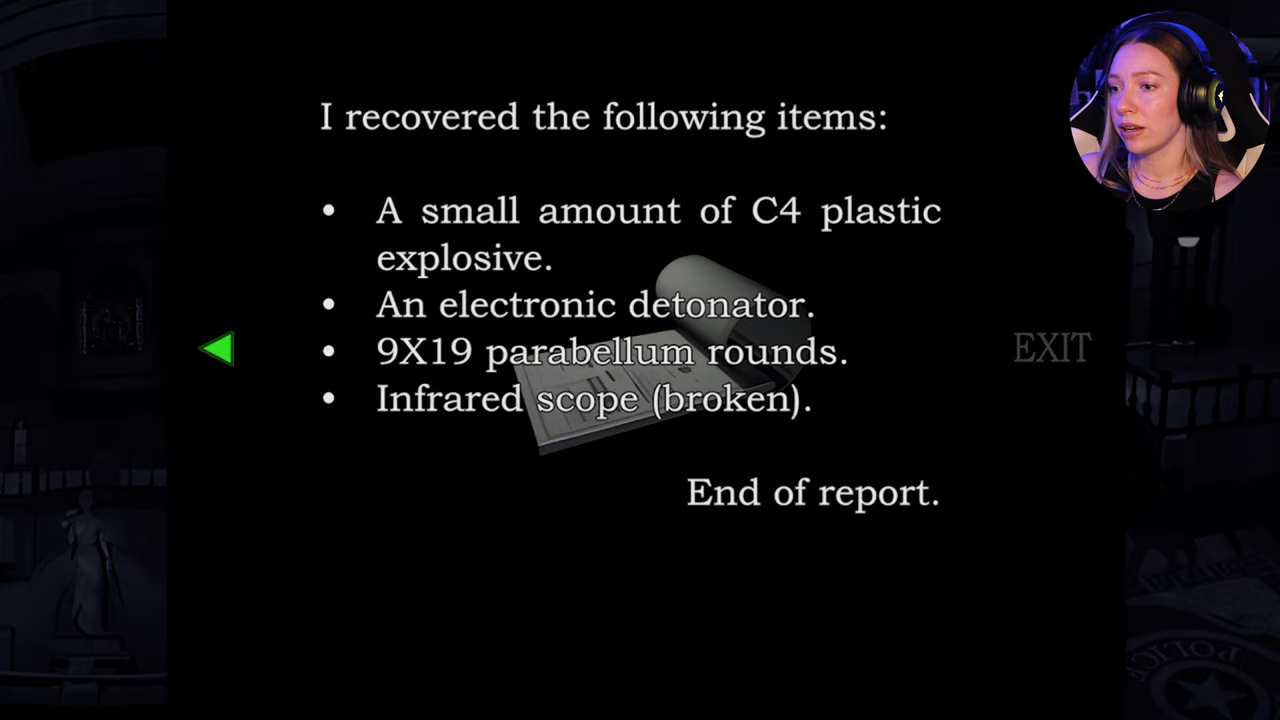 I recovered the following items:
• A small amount of C4 plastic
explosive.
• An electronic detonator.
• 9X19 parabellum rounds.
• Infrared scope (broken).
EXIT
End of report.
POLICE